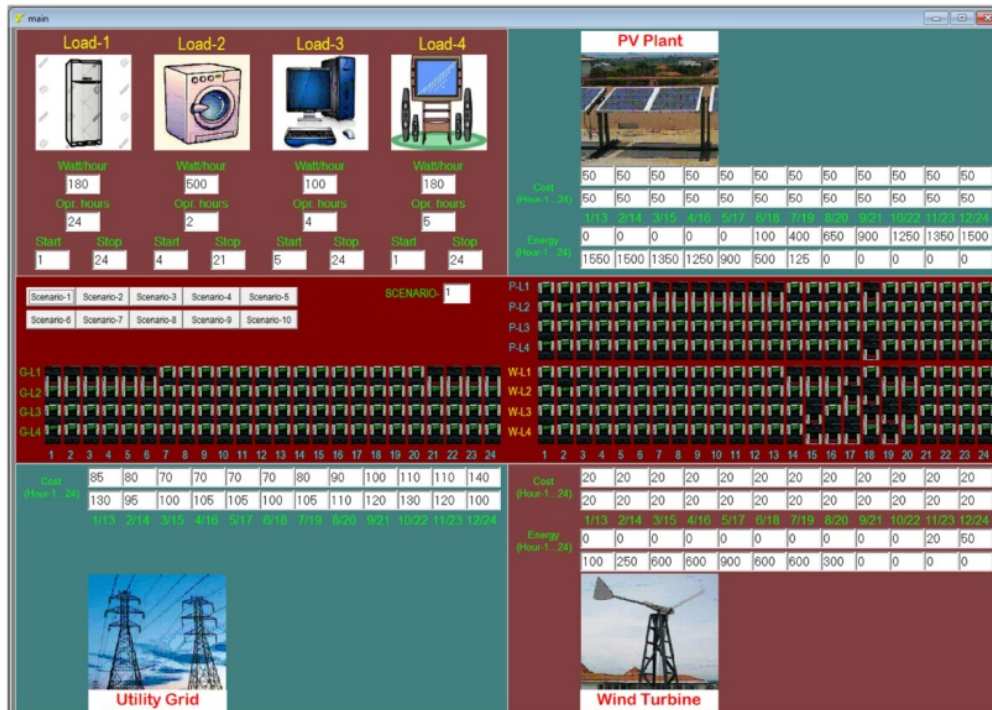 main
Load-1 Load-2 Load-3 Load-4
Watt/hour Watt/hour Watt/hour Watt/hour
180 500 100 180
Opr. hours Opr. hours Opr. hours Opr. hours
24 2 4 5
Start Stop Start Stop Start Stop Start Stop
1 24 4 21 5 24 1 24
PV Plant
50 50 50 50 50 50 50 50 50 50 50 50
Cost
(Hour-1...24)
50 50 50 50 50 50 50 50 50 50 50 50
1/13 2/14 3/15 4/16 5/17 6/18 7/19 8/20 9/21 10/22 11/23 12/24
Energy
(Hour-1...24)
0 0 0 0 0 100 400 650 900 1250 1350 1500
1550 1500 1350 1250 900 500 125
Scenario-1 Scenario-2 Scenario-3 Scenario-4 Scenario-5
Scenario-6 Scenario-7 Scenario-8 Scenario-9 Scenario-10
SCENARIO- 1
G-L1
G-L2
G-L3
G-L4
1 2 3 4 5 6 7 8 9 10 11 12 13 14 15 16 17 18 19 20 21 22 23 24
P-L1
P-L2
P-L3
P-L4
W-L1
W-L2
W-L3
W-L4
1 2 3 4 5 6 7 8 9 10 11 12 13 14 15 16 17 18 19 20 21 22 23 24
Cost
(Hour-1...24)
85 80 70 70 70 70 80 90 100 110 110 140
130 95 100 105 105 100 105 110 120 130 120 100
1/13 2/14 3/15 4/16 5/17 6/18 7/19 8/20 9/21 10/22 11/23 12/24
Utility Grid
Cost
(Hour-1...24)
20 20 20 20 20 20 20 20 20 20 20 20
20 20 20 20 20 20 20 20 20 20 20 20
1/13 2/14 3/15 4/16 5/17 6/18 7/19 8/20 9/21 10/22 11/23 12/24
Energy
(Hour-1...24)
0 0 0 0 0 0 0 0 0 0 20 50
100 250 600 600 900 600 600 300 0 0 0 0
Wind Turbine